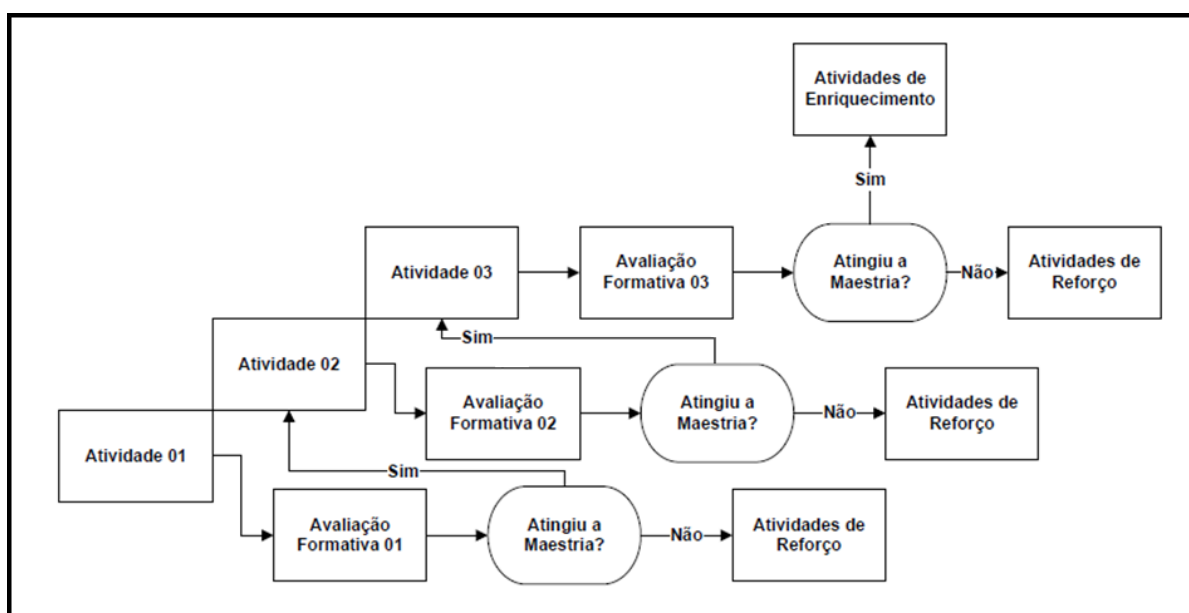 Atividades de
Enriquecimento
Sim
Atividade 03
Avaliação
Formativa 03
Atingiu a
Maestria?
Não
Atividades de
Reforço
Sim
Atividade 02
Avaliação
Formativa 02
Atingiu a
Maestria?
Não
Atividades de
Reforço
Sim
Atividade 01
Avaliação
Formativa 01
Atingiu a
Maestria?
Não
Atividades de
Reforço